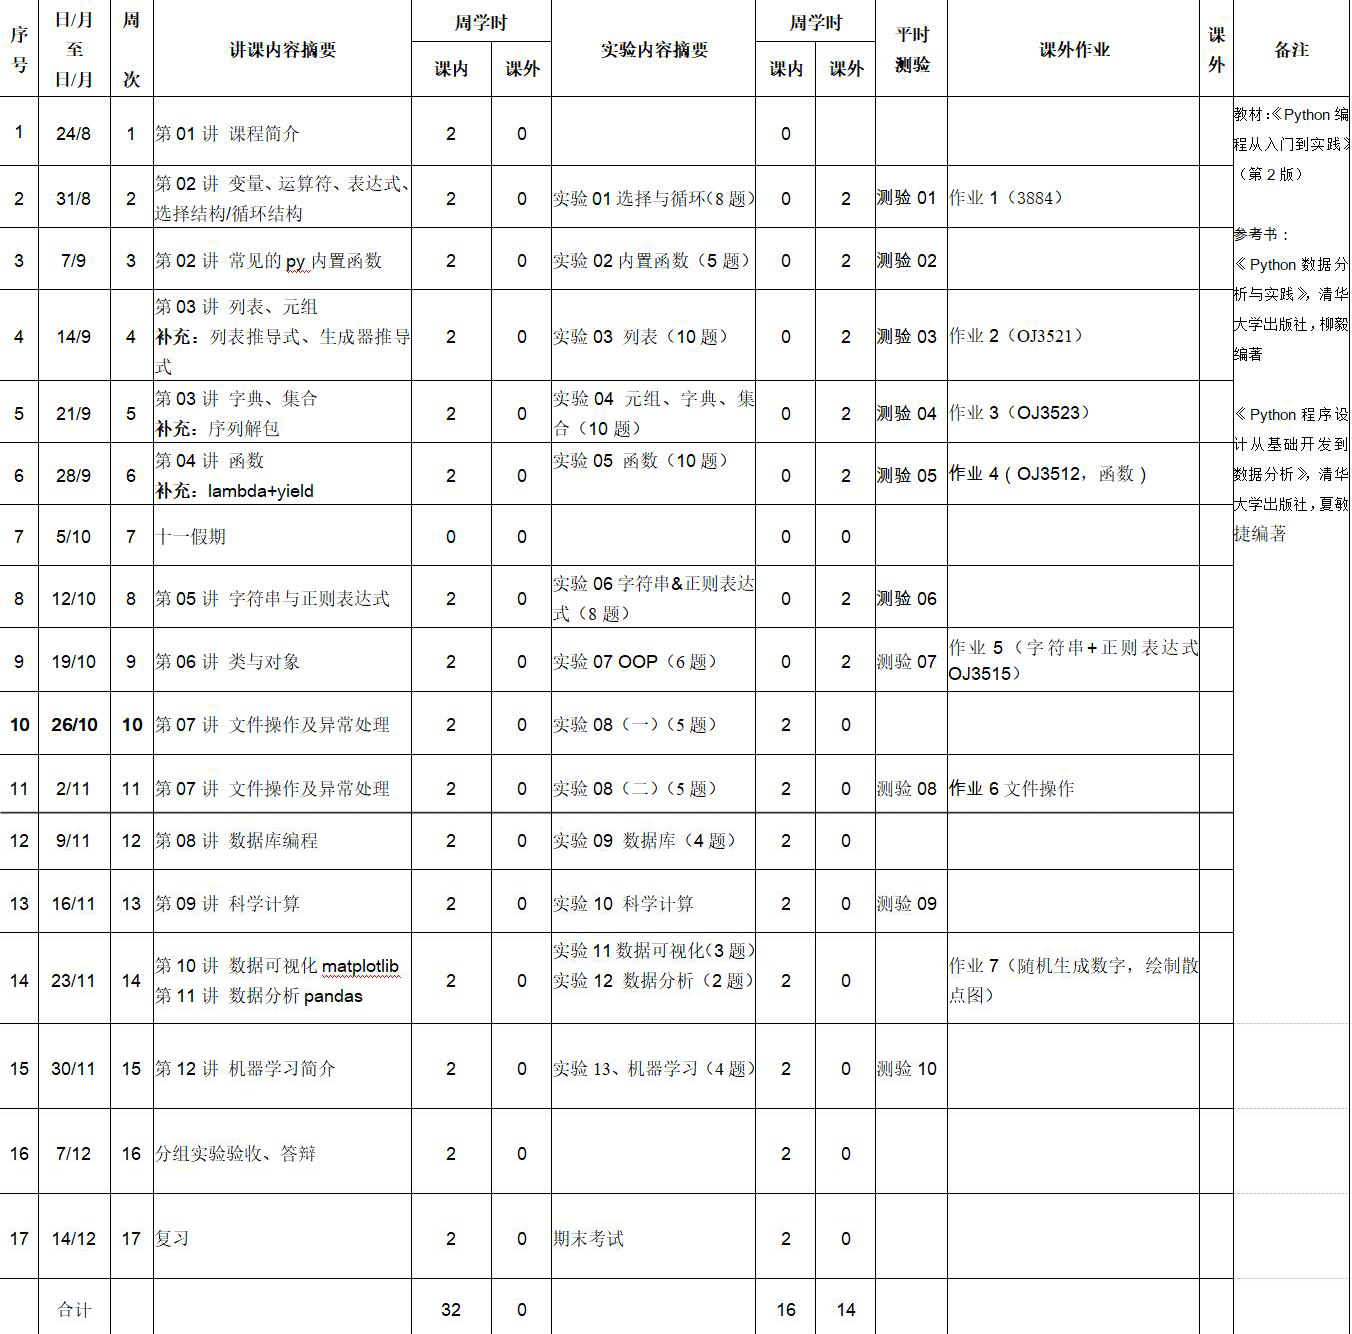 序号 日/月至日/月 周次 讲课内容摘要 周学时 实验内容摘要 周学时 平时测验 课外作业 课外 备注
课内 课外 课内 课外
1 24/8 1 第 01 讲 课程简介 2 0 0
2 31/8 2 第 02 讲 变量、运算符、表达式、选择结构/循环结构 2 0 实验 01 选择与循环（8 题） 0 2 测验 01 作业 1（3884）
3 7/9 3 第 02 讲 常见的 py 内置函数 2 0 实验 02 内置函数（5 题） 0 2 测验 02
4 14/9 4 第 03 讲 列表、元组
补充：列表推导式、生成器推导式 2 0 实验 03 列表（10 题） 0 2 测验 03 作业 2（OJ3521）
5 21/9 5 第 03 讲 字典、集合
补充：序列解包 2 0 实验 04 元组、字典、集合（10 题） 0 2 测验 04 作业 3（OJ3523）
6 28/9 6 第 04 讲 函数
补充：lambda+yield 2 0 实验 05 函数（10 题） 0 2 测验 05 作业 4（OJ3512，函数）
7 5/10 7 十一假期 0 0 0 0
8 12/10 8 第 05 讲 字符串与正则表达式 2 0 实验 06 字符串&正则表达式（8 题） 0 2 测验 06
9 19/10 9 第 06 讲 类与对象 2 0 实验 07 OOP（6 题） 0 2 测验 07 作业 5（字符串+正则表达式
OJ3515）
10 26/10 10 第 07 讲 文件操作及异常处理 2 0 实验 08（一）（5 题） 2 0
11 2/11 11 第 07 讲 文件操作及异常处理 2 0 实验 08（二）（5 题） 2 0 测验 08 作业 6 文件操作
12 9/11 12 第 08 讲 数据库编程 2 0 实验 09 数据库（4 题） 2 0
13 16/11 13 第 09 讲 科学计算 2 0 实验 10 科学计算 2 0 测验 09
14 23/11 14 第 10 讲 数据可视化 matplotlib
第 11 讲 数据分析 pandas 2 0 实验 11 数据可视化（3 题）
实验 12 数据分析（2 题） 2 0 作业 7（随机生成数字，绘制散点图）
15 30/11 15 第 12 讲 机器学习简介 2 0 实验 13、机器学习（4 题） 2 0 测验 10
16 7/12 16 分组实验验收、答辩 2 0 2 0
17 14/12 17 复习 2 0 期末考试 2 0
合计 32 0 16 14
教材：《Python 编
程从入门到实践》
（第 2 版）
参考书：
《Python 数据分
析与实践》，清华
大学出版社，柳毅
编著
《Python 程序设
计从基础开发到
数据分析》，清华
大学出版社，夏敏
捷编著